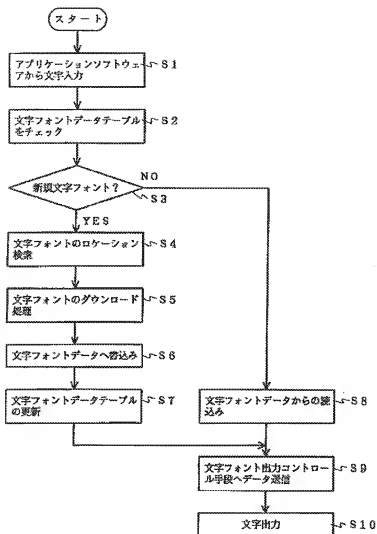 スタート
アプリケーションソフトウェ
アから文字入力
S1
文字フォントデータテーブル
をチェック
S2
新規文字フォント?
NO
S3
YES
文字フォントのロケーション
検索
S4
文字フォントのダウンロード
処理
S5
文字フォントデータへ書込み
S6
文字フォントデータテーブル
の更新
S7
文字フォントデータからの読
込み
S8
文字フォント出力コントロー
ル手段へデータ送信
S9
文字出力
S10